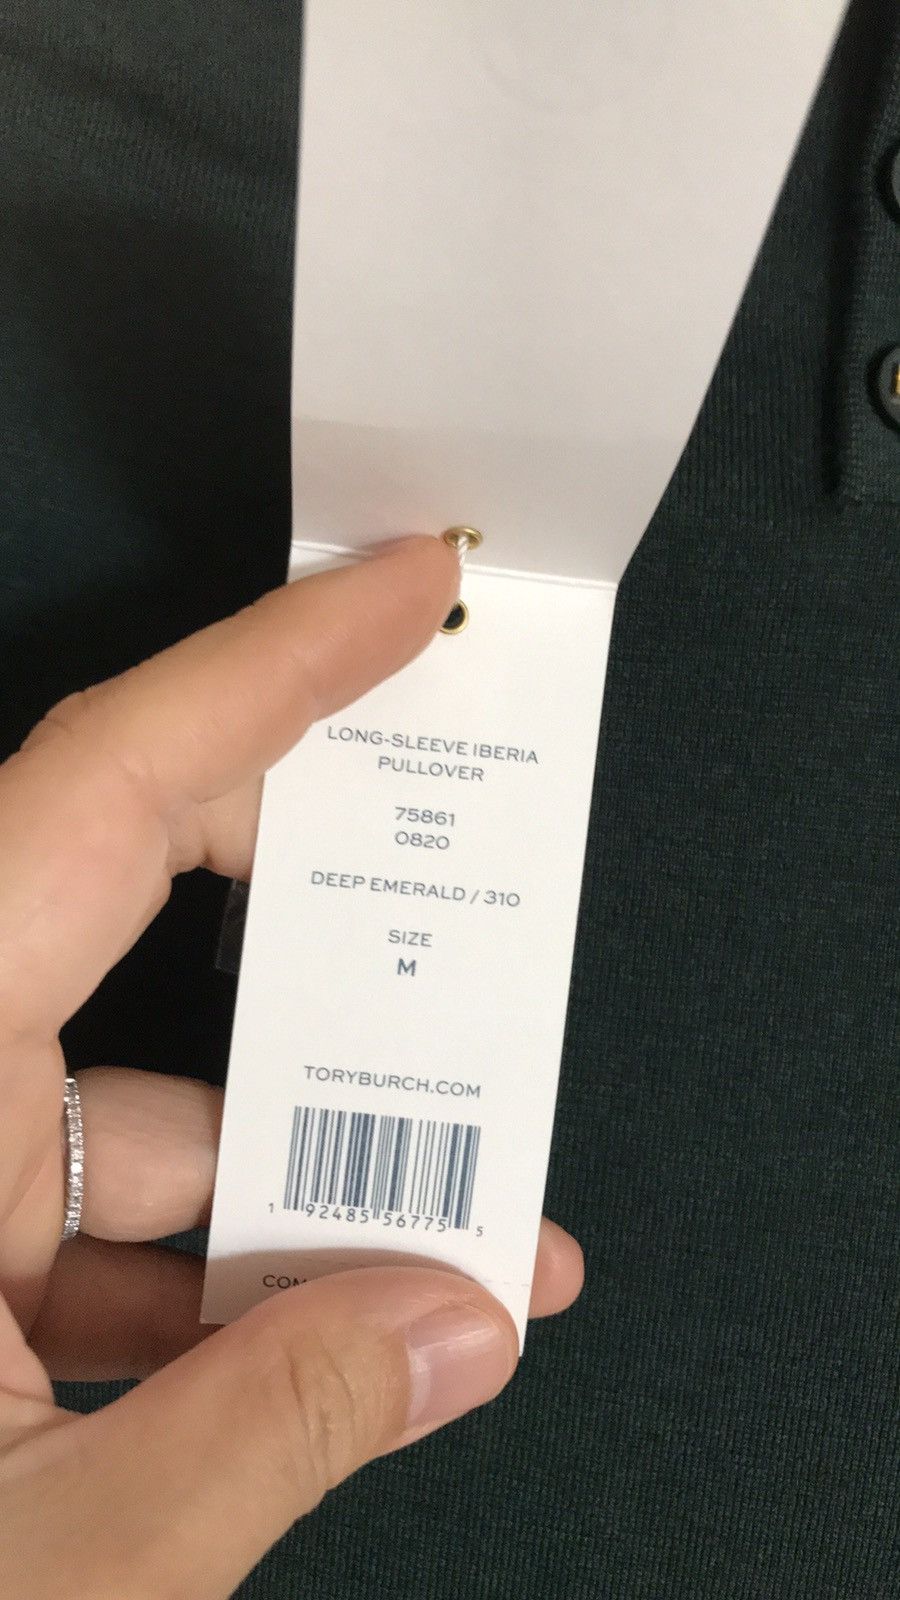 LONG-SLEEVE IBERIA
PULLOVER
75861
0820
DEEP EMERALD / 310
SIZE
M
TORYBURCH.COM
1 92485 56775 5